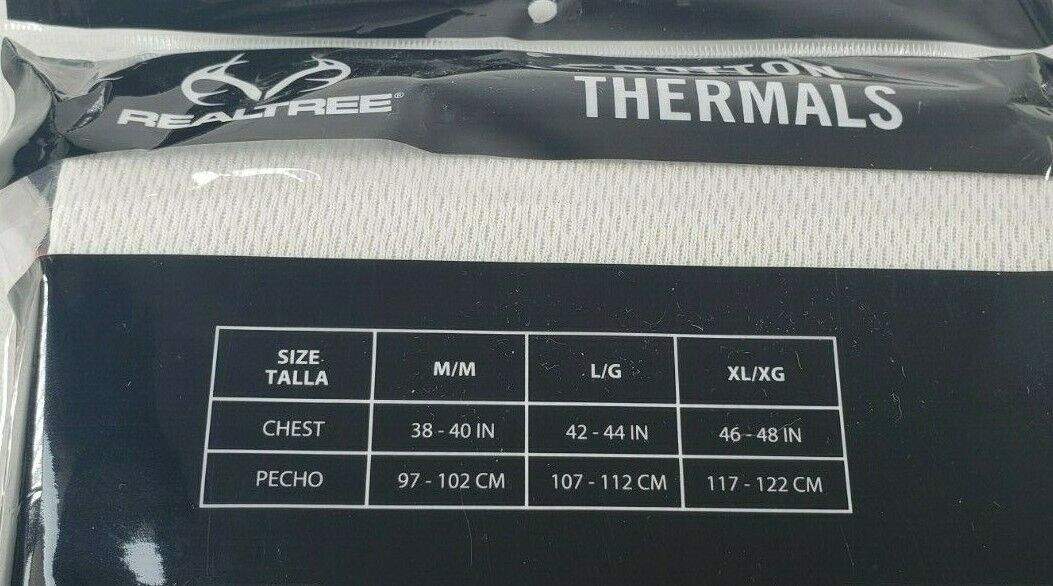 REALTREE®
COTTON
THERMALS
SIZE TALLA M/M L/G XL/XG
CHEST 38 - 40 IN 42 - 44 IN 46 - 48 IN
PECHO 97 - 102 CM 107 - 112 CM 117 - 122 CM